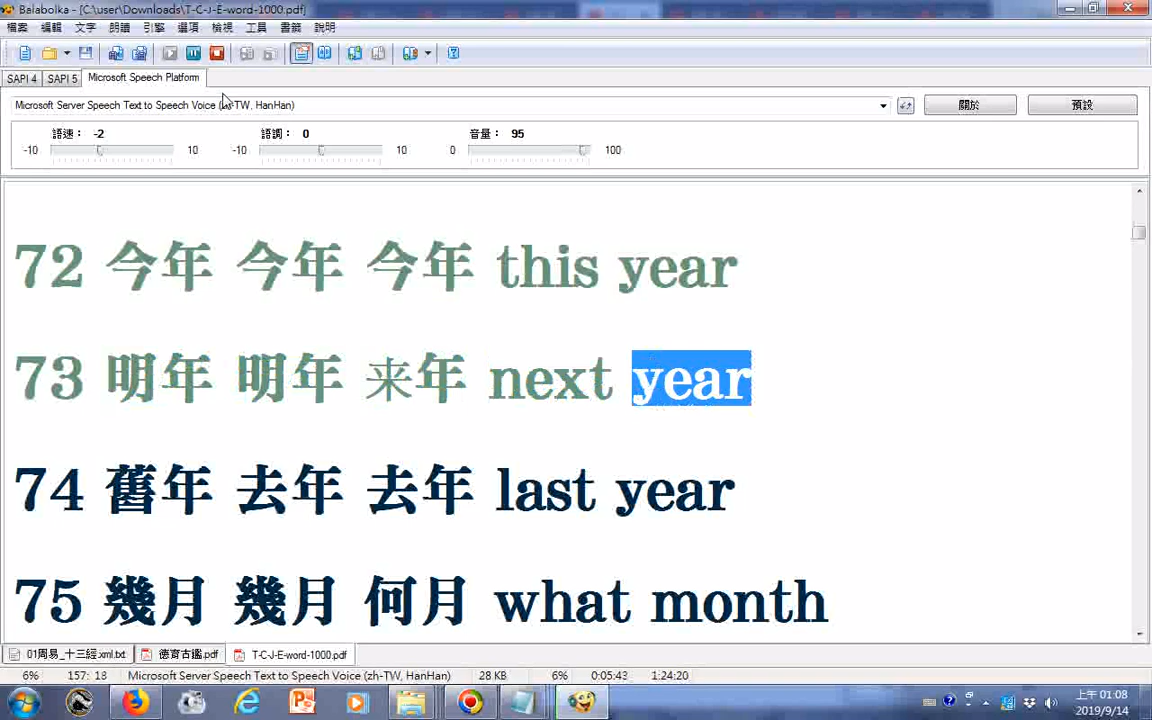 Balabolka - [C:\user\Downloads\T-C-J-E-word-1000.pdf]
檔案 編輯 文字 朗讀 引擎 選項 檢視 工具 書籤 說明
SAPI 4 SAPI 5 Microsoft Speech Platform
Microsoft Server Speech Text to Speech Voice (zh-TW, HanHan)
關於 預設
語速： -2 語調： 0 音量： 95
-10 10 -10 10 0 100
72 今年 今年 今年 this year
73 明年 明年 来年 next year
74 舊年 去年 去年 last year
75 幾月 幾月 何月 what month
01周易_十三經.xml.txt 德育古鑑.pdf T-C-J-E-word-1000.pdf
6% 157: 18 Microsoft Server Speech Text to Speech Voice (zh-TW, HanHan) 28 KB 6% 0:05:43 1:24:20
上午 01:08
2019/9/14